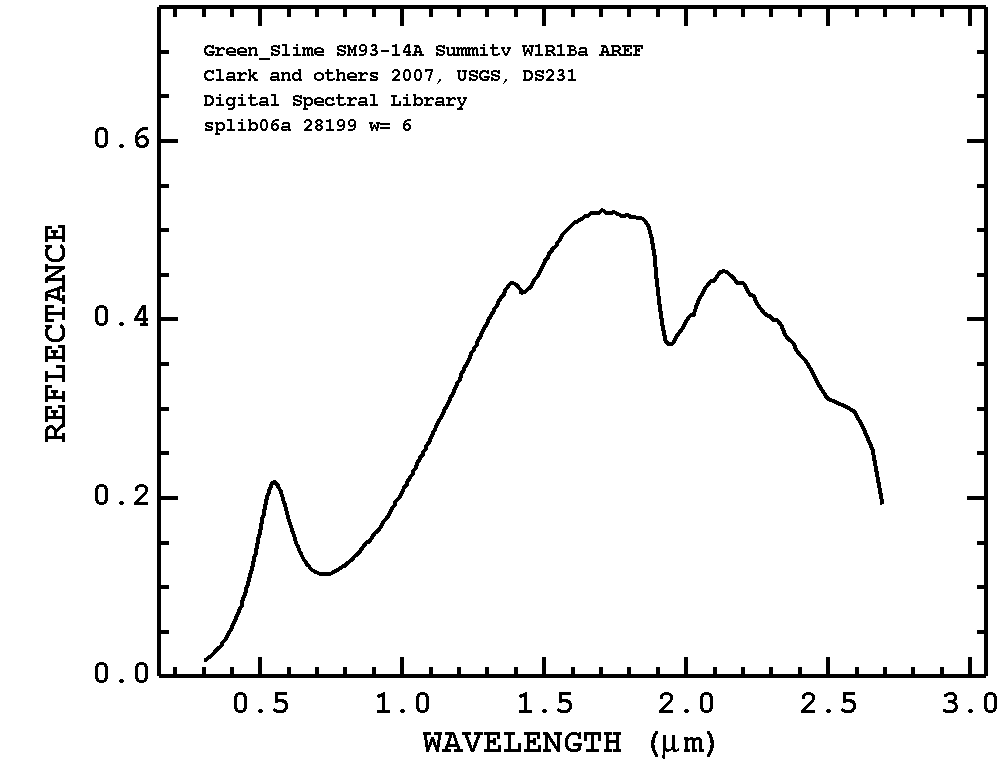 Green_Slime SM93-14A Summitv W1R1Ba AREF
Clark and others 2007, USGS, DS231
Digital Spectral Library
splib06a 28199 w= 6
0.6
0.4
0.2
0.0
REFLECTANCE
0.5 1.0 1.5 2.0 2.5 3.0
WAVELENGTH (μm)